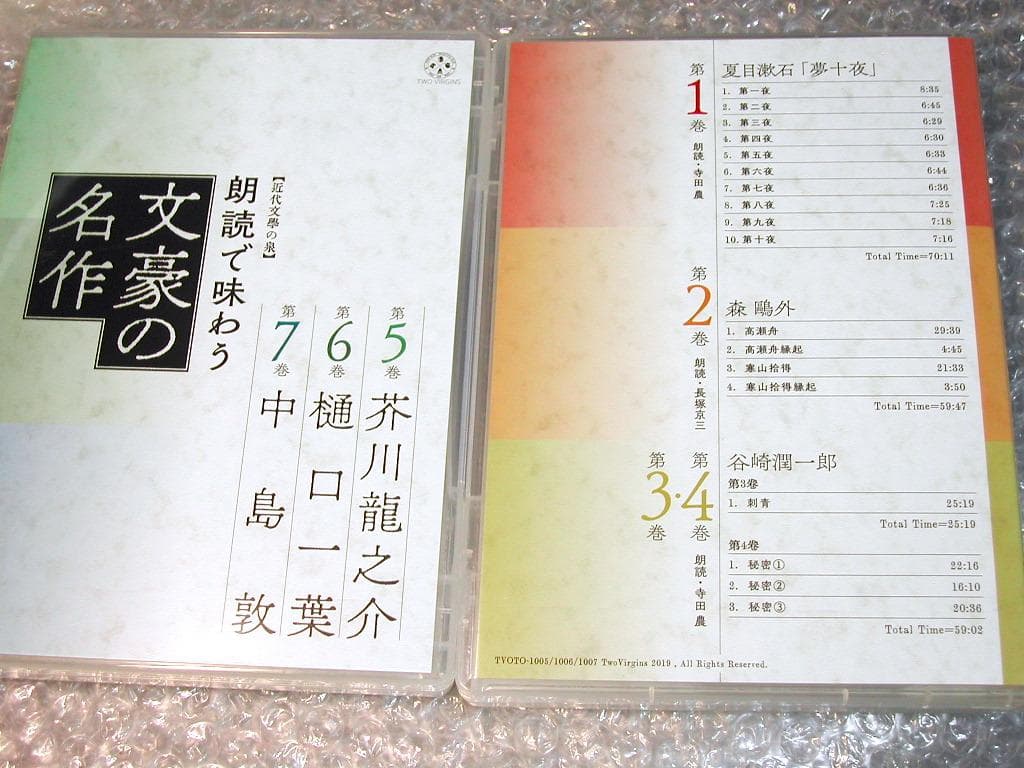 TWO VIRGINS
【近代文學の泉】
朗読で味わう
文豪の
名作
第5巻 芥川龍之介
第6巻 樋口一葉
第7巻 中島敦
第1巻 朗読・寺田 農
夏目漱石「夢十夜」
1. 第一夜 8:35
2. 第二夜 6:45
3. 第三夜 6:29
4. 第四夜 6:30
5. 第五夜 6:33
6. 第六夜 6:44
7. 第七夜 6:36
8. 第八夜 7:25
9. 第九夜 7:18
10. 第十夜 7:16
Total Time=70:11
第2巻 朗読・長塚京三
森 鷗外
1. 高瀬舟 29:39
2. 高瀬舟縁起 4:45
3. 寒山拾得 21:33
4. 寒山拾得縁起 3:50
Total Time=59:47
第3巻・第4巻 朗読・寺田 農
谷崎潤一郎
第3巻
1. 刺青 25:19
Total Time=25:19
第4巻
1. 秘密① 22:16
2. 秘密② 16:10
3. 秘密③ 20:36
Total Time=59:02
TVOTO-1005/1006/1007 TwoVirgins 2019 , All Rights Reserved.